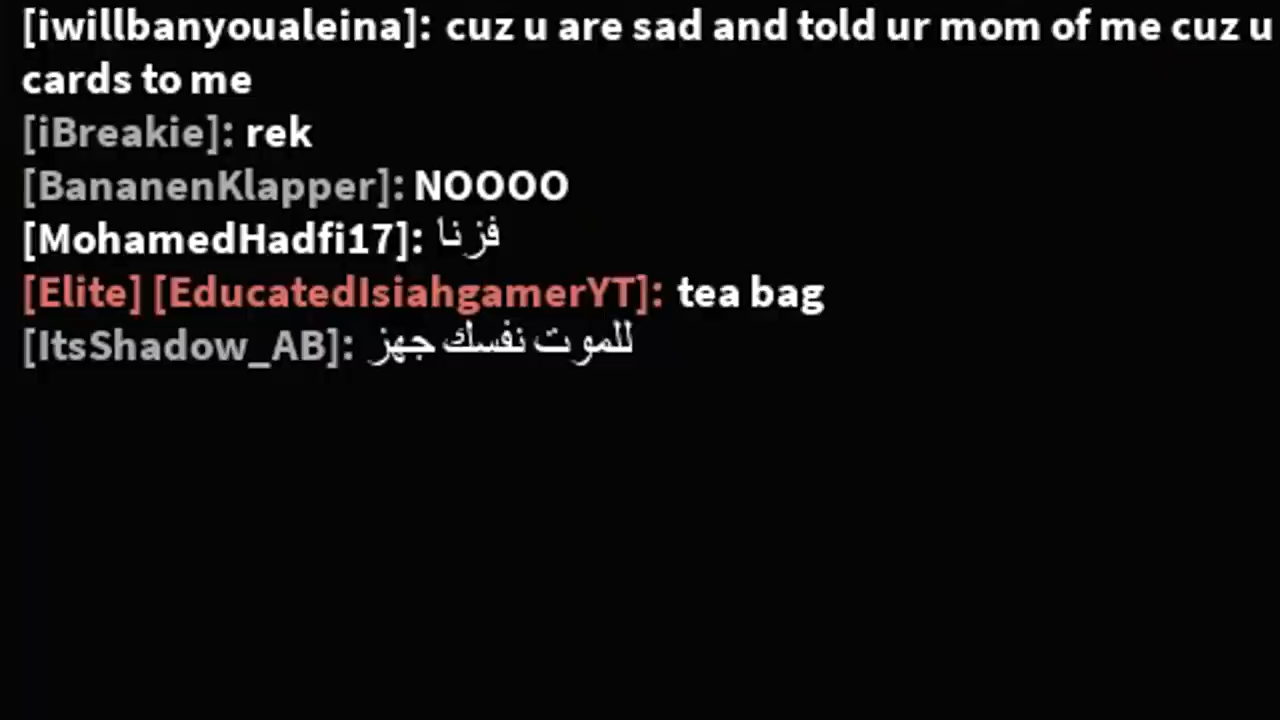 [iwillbanyoualeina]: cuz u are sad and told ur mom of me cuz u
cards to me
[iBreakie]: rek
[BananenKlapper]: NOOOO
[MohamedHadfi17]: فزنا
[Elite] [EducatedIsiahgamerYT]: tea bag
[ItsShadow_AB]: للموت نفسك جهز